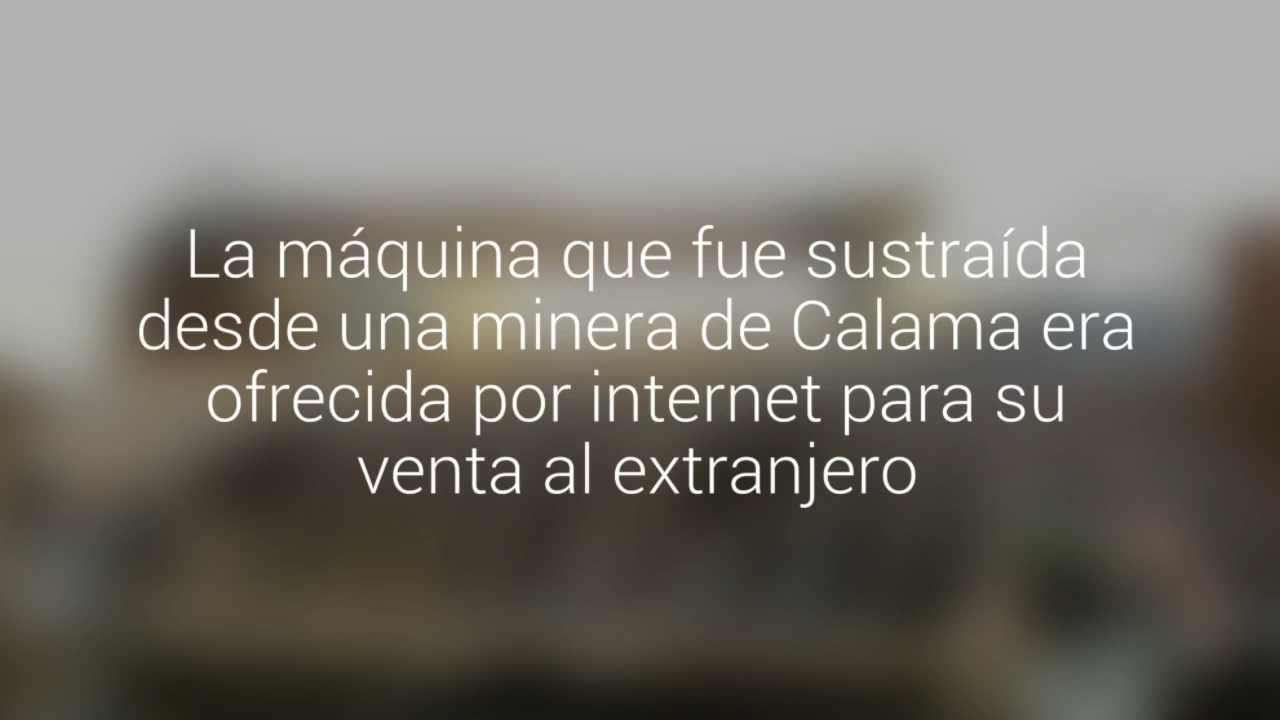 La máquina que fue sustraída
desde una minera de Calama era
ofrecida por internet para su
venta al extranjero